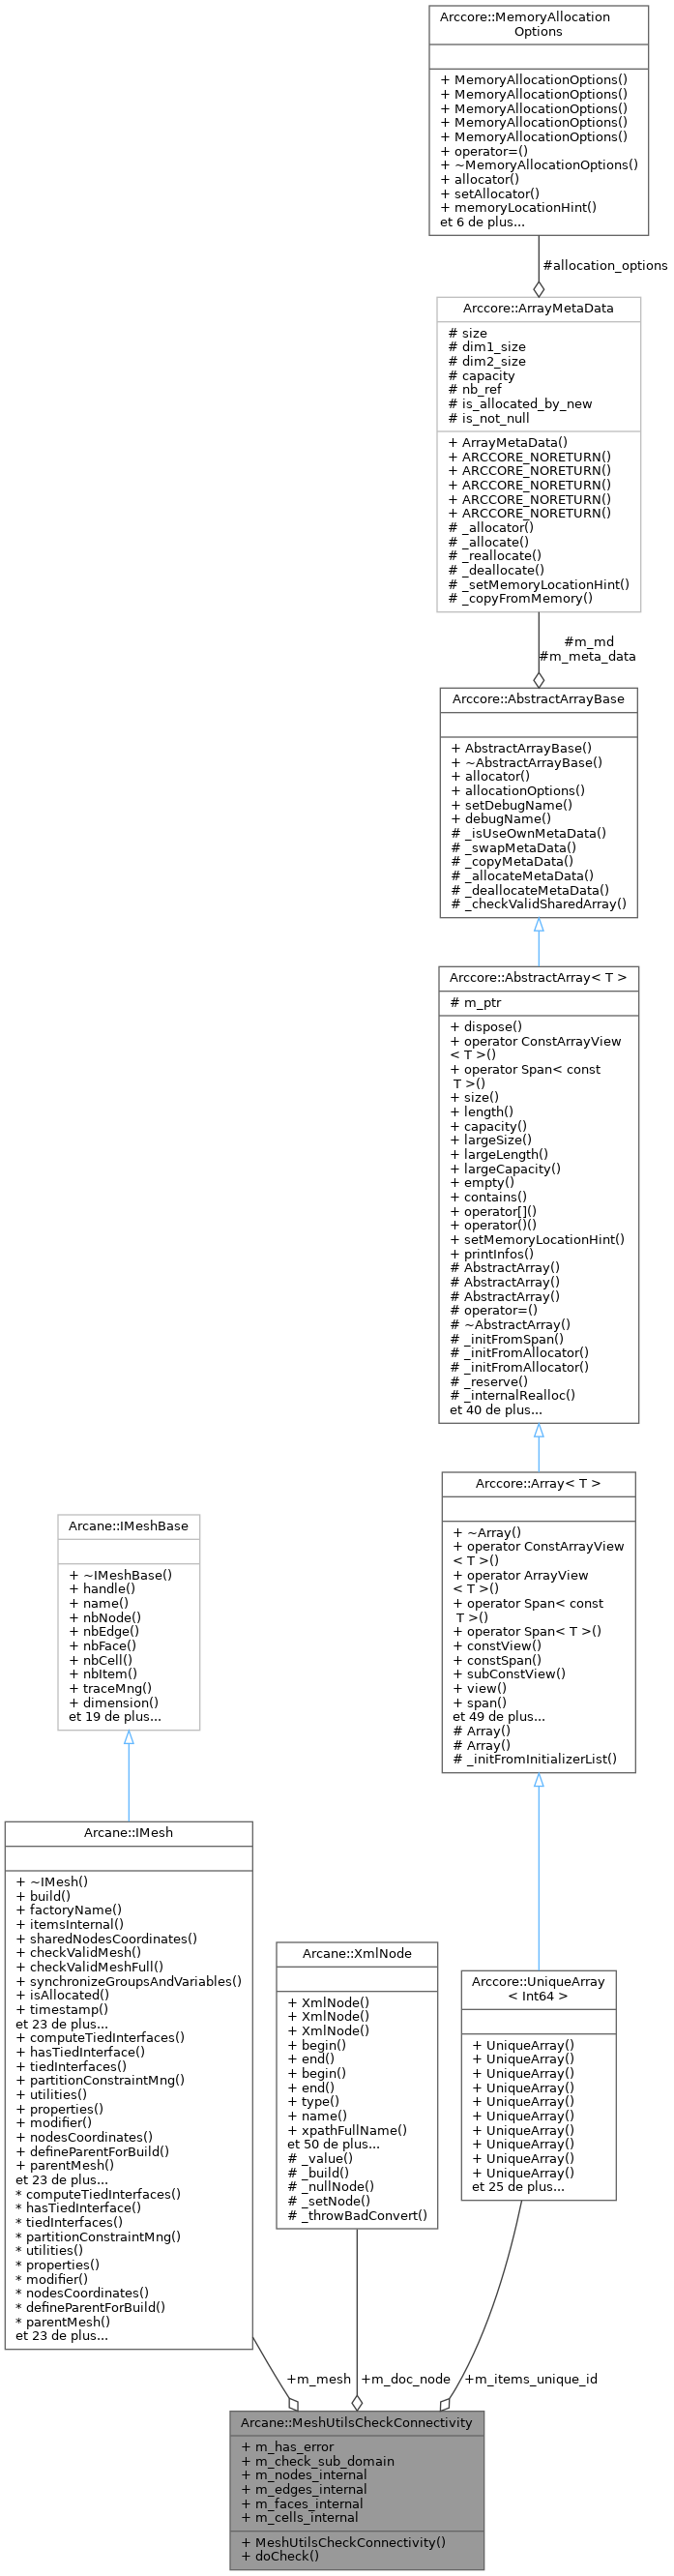 Arccore::MemoryAllocation
Options
+ MemoryAllocationOptions()
+ MemoryAllocationOptions()
+ MemoryAllocationOptions()
+ MemoryAllocationOptions()
+ MemoryAllocationOptions()
+ operator=()
+ ~MemoryAllocationOptions()
+ allocator()
+ setAllocator()
+ memoryLocationHint()
et 6 de plus...
#allocation_options
Arccore::ArrayMetaData
# size
# dim1_size
# dim2_size
# capacity
# nb_ref
# is_allocated_by_new
# is_not_null
+ ArrayMetaData()
+ ARCCORE_NORETURN()
+ ARCCORE_NORETURN()
+ ARCCORE_NORETURN()
+ ARCCORE_NORETURN()
+ ARCCORE_NORETURN()
# _allocator()
# _allocate()
# _reallocate()
# _deallocate()
# _setMemoryLocationHint()
# _copyFromMemory()
#m_md
#m_meta_data
Arccore::AbstractArrayBase
+ AbstractArrayBase()
+ ~AbstractArrayBase()
+ allocator()
+ allocationOptions()
+ setDebugName()
+ debugName()
# _isUseOwnMetaData()
# _swapMetaData()
# _copyMetaData()
# _allocateMetaData()
# _deallocateMetaData()
# _checkValidSharedArray()
Arccore::AbstractArray< T >
# m_ptr
+ dispose()
+ operator ConstArrayView
< T >()
+ operator Span< const
T >()
+ size()
+ length()
+ capacity()
+ largeSize()
+ largeLength()
+ largeCapacity()
+ empty()
+ contains()
+ operator[]()
+ operator()()
+ setMemoryLocationHint()
+ printInfos()
# AbstractArray()
# AbstractArray()
# AbstractArray()
# operator=()
# ~AbstractArray()
# _initFromSpan()
# _initFromAllocator()
# _initFromAllocator()
# _reserve()
# _internalRealloc()
et 40 de plus...
Arccore::Array< T >
+ ~Array()
+ operator ConstArrayView
< T >()
+ operator ArrayView
< T >()
+ operator Span< const
T >()
+ operator Span< T >()
+ constView()
+ constSpan()
+ subConstView()
+ view()
+ span()
et 49 de plus...
# Array()
# Array()
# _initFromInitializerList()
Arcane::IMeshBase
+ ~IMeshBase()
+ handle()
+ name()
+ nbNode()
+ nbEdge()
+ nbFace()
+ nbCell()
+ nbItem()
+ traceMng()
+ dimension()
et 19 de plus...
Arcane::IMesh
+ ~IMesh()
+ build()
+ factoryName()
+ itemsInternal()
+ sharedNodesCoordinates()
+ checkValidMesh()
+ checkValidMeshFull()
+ synchronizeGroupsAndVariables()
+ isAllocated()
+ timestamp()
et 23 de plus...
+ computeTiedInterfaces()
+ hasTiedInterface()
+ tiedInterfaces()
+ partitionConstraintMng()
+ utilities()
+ properties()
+ modifier()
+ nodesCoordinates()
+ defineParentForBuild()
+ parentMesh()
et 23 de plus...
* computeTiedInterfaces()
* hasTiedInterface()
* tiedInterfaces()
* partitionConstraintMng()
* utilities()
* properties()
* modifier()
* nodesCoordinates()
* defineParentForBuild()
* parentMesh()
et 23 de plus...
Arcane::XmlNode
+ XmlNode()
+ XmlNode()
+ XmlNode()
+ begin()
+ end()
+ begin()
+ end()
+ type()
+ name()
+ xpathFullName()
et 50 de plus...
# _value()
# _build()
# _nullNode()
# _setNode()
# _throwBadConvert()
Arccore::UniqueArray
< Int64 >
+ UniqueArray()
+ UniqueArray()
+ UniqueArray()
+ UniqueArray()
+ UniqueArray()
+ UniqueArray()
+ UniqueArray()
+ UniqueArray()
+ UniqueArray()
+ UniqueArray()
et 25 de plus...
+m_mesh
+m_doc_node
+m_items_unique_id
Arcane::MeshUtilsCheckConnectivity
+ m_has_error
+ m_check_sub_domain
+ m_nodes_internal
+ m_edges_internal
+ m_faces_internal
+ m_cells_internal
+ MeshUtilsCheckConnectivity()
+ doCheck()